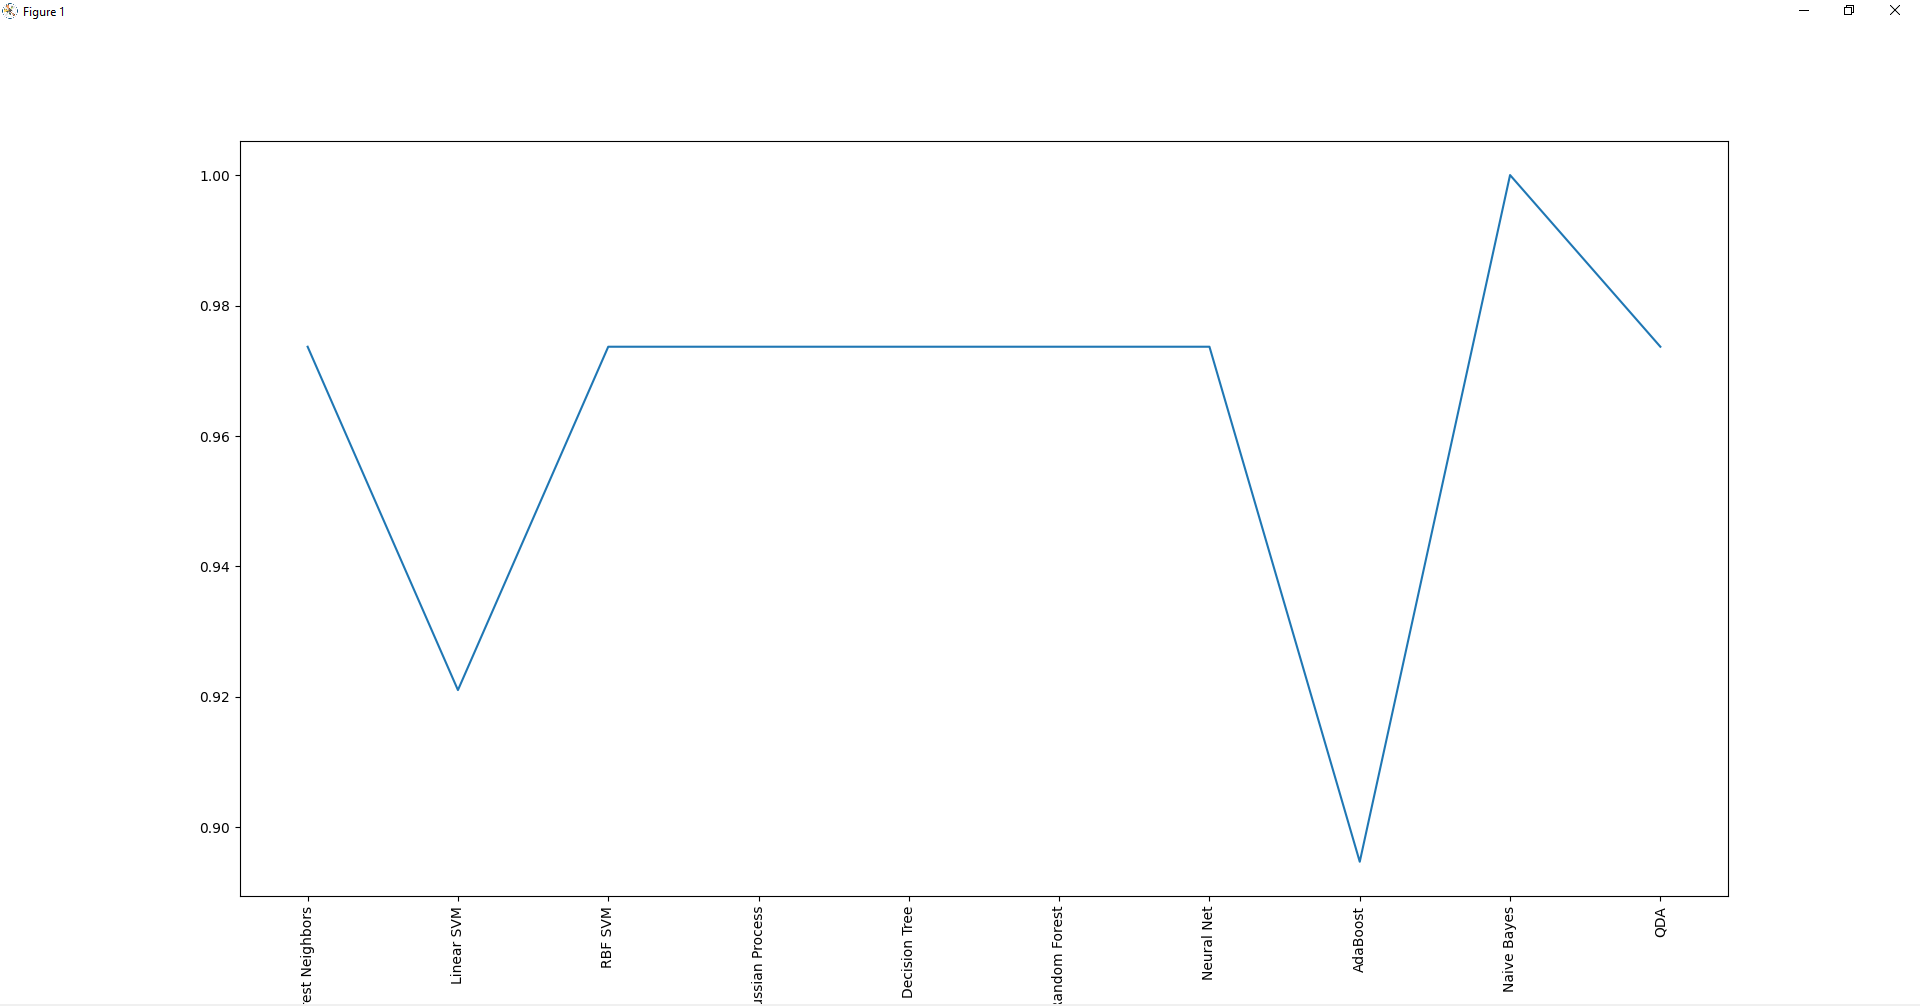 Figure 1
1.00
0.98
0.96
0.94
0.92
0.90
est Neighbors
Linear SVM
RBF SVM
ussian Process
Decision Tree
andom Forest
Neural Net
AdaBoost
Naive Bayes
QDA